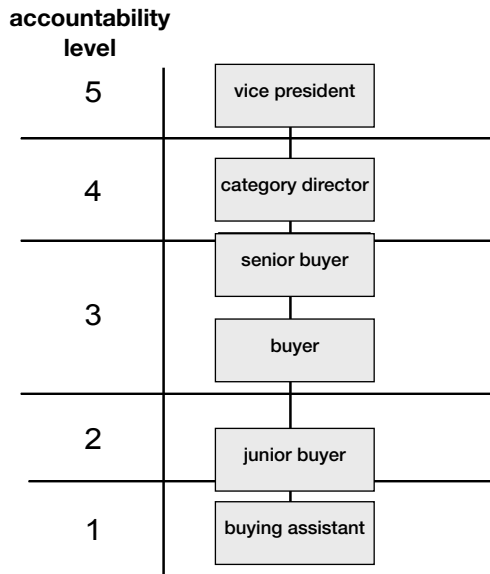 accountability
level
5
vice president
4
category director
senior buyer
3
buyer
2
junior buyer
1
buying assistant